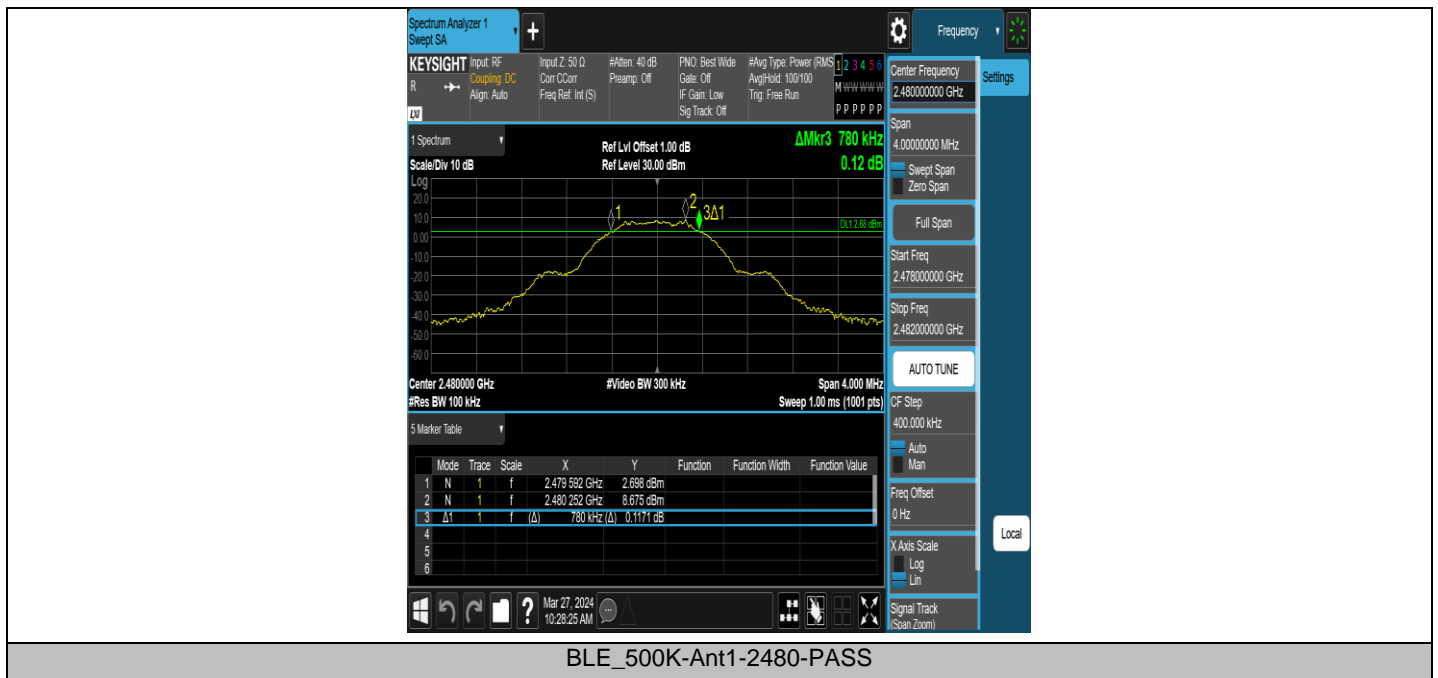 Spectrum Analyzer 1
Swept SA
+
Frequency
KEYSIGHT
R
LXI
Input: RF
Coupling: DC
Align: Auto
Input Z: 50 Ω
Corr CCorr
Freq Ref: Int (S)
#Atten: 40 dB
Preamp: Off
PNO: Best Wide
Gate: Off
IF Gain: Low
Sig Track: Off
#Avg Type: Power (RMS
Avg|Hold: 100/100
Trig: Free Run
1 2 3 4 5 6
M W W W W W
P P P P P P
Center Frequency
2.480000000 GHz
Settings
Span
4.00000000 MHz
Swept Span
Zero Span
Full Span
Start Freq
2.478000000 GHz
Stop Freq
2.482000000 GHz
AUTO TUNE
CF Step
400.000 kHz
Auto
Man
Freq Offset
0 Hz
X Axis Scale
Log
Lin
Signal Track
(Span Zoom)
Local
1 Spectrum
Scale/Div 10 dB
Ref Lvl Offset 1.00 dB
Ref Level 30.00 dBm
ΔMkr3 780 kHz
0.12 dB
Log
20.0
10.0
0.00
-10.0
-20.0
-30.0
-40.0
-50.0
-60.0
1
2
3Δ1
DL1 2.68 dBm
Center 2.480000 GHz
#Video BW 300 kHz
Span 4.000 MHz
#Res BW 100 kHz
Sweep 1.00 ms (1001 pts)
5 Marker Table
Mode Trace Scale X Y Function Function Width Function Value
1 N 1 f 2.479 592 GHz 2.698 dBm
2 N 1 f 2.480 252 GHz 8.675 dBm
3 Δ1 1 f (Δ) 780 kHz (Δ) 0.1171 dB
4
5
6
?
Mar 27, 2024
10:28:25 AM
BLE_500K-Ant1-2480-PASS